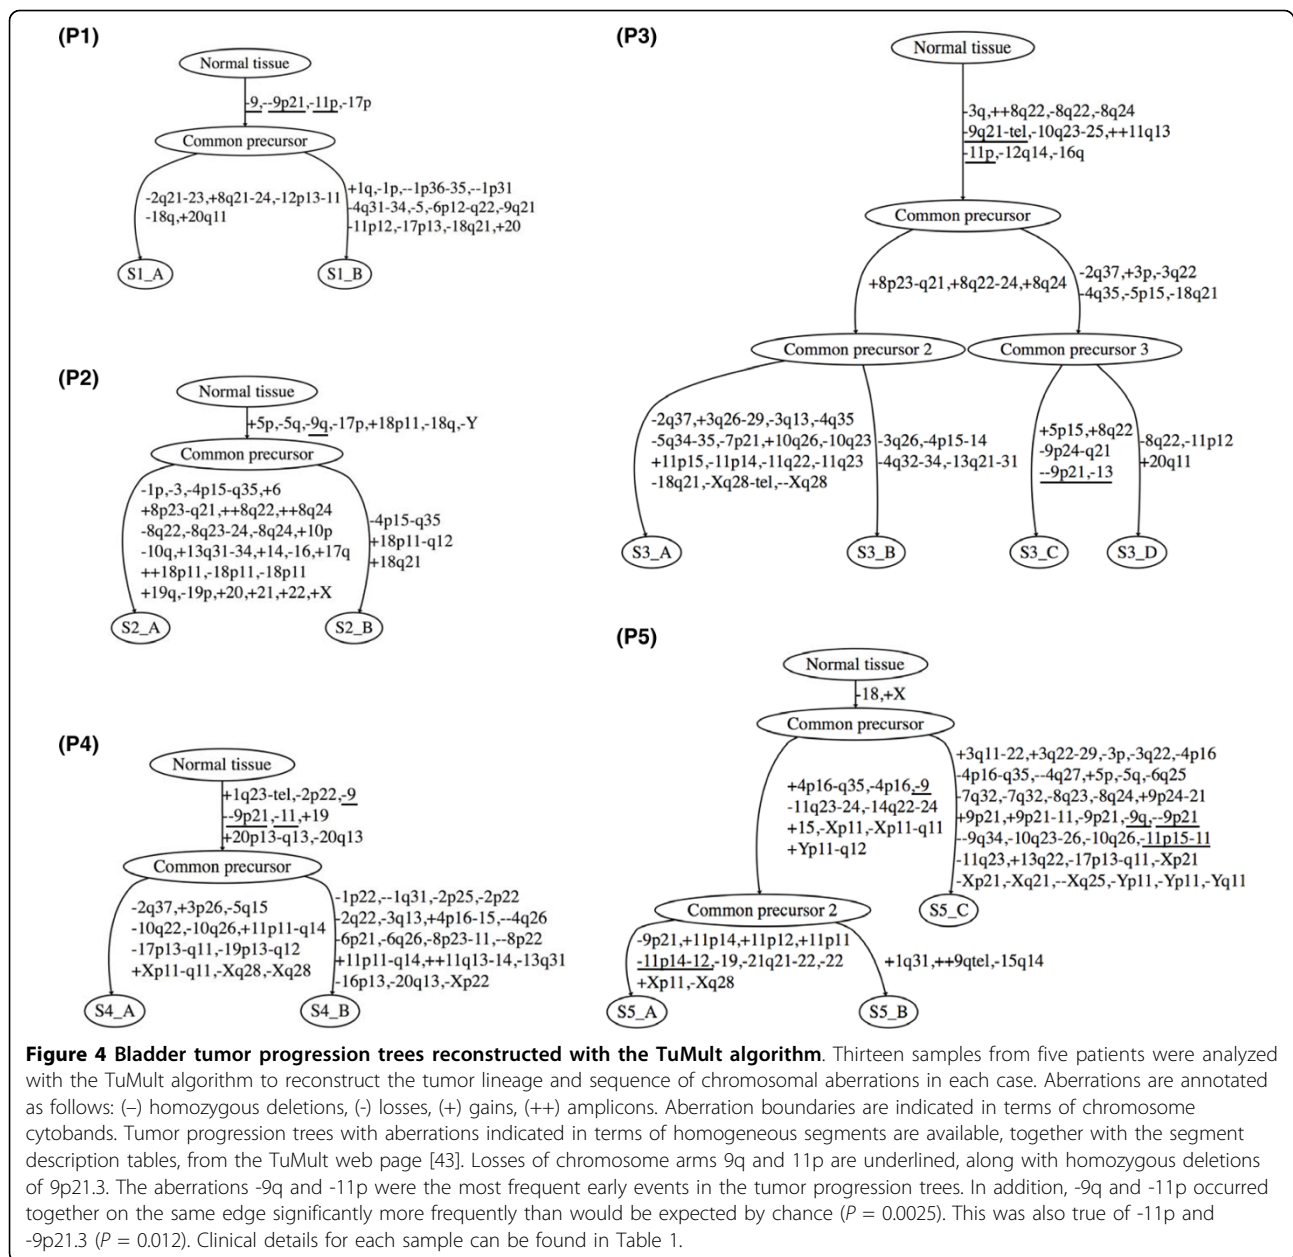 (P1)
Normal tissue
-9,--9p21,-11p,-17p
Common precursor
-2q21-23,+8q21-24,-12p13-11
-18q,+20q11
+1q,-1p,--1p36-35,--1p31
-4q31-34,-5,-6p12-q22,-9q21
-11p12,-17p13,-18q21,+20
S1_A
S1_B
(P2)
Normal tissue
+5p,-5q,-9q,-17p,+18p11,-18q,-Y
Common precursor
-1p,-3,-4p15-q35,+6
+8p23-q21,++8q22,++8q24
-8q22,-8q23-24,-8q24,+10p
-10q,+13q31-34,+14,-16,+17q
++18p11,-18p11,-18p11
+19q,-19p,+20,+21,+22,+X
-4p15-q35
+18p11-q12
+18q21
S2_A
S2_B
(P3)
Normal tissue
-3q,++8q22,-8q22,-8q24
-9q21-tel,-10q23-25,++11q13
-11p,-12q14,-16q
Common precursor
+8p23-q21,+8q22-24,+8q24
-2q37,+3p,-3q22
-4q35,-5p15,-18q21
Common precursor 2
Common precursor 3
-2q37,+3q26-29,-3q13,-4q35
-5q34-35,-7p21,+10q26,-10q23
+11p15,-11p14,-11q22,-11q23
-18q21,-Xq28-tel,--Xq28
-3q26,-4p15-14
-4q32-34,-13q21-31
+5p15,+8q22
-9p24-q21
--9p21,-13
-8q22,-11p12
+20q11
S3_A
S3_B
S3_C
S3_D
(P4)
Normal tissue
+1q23-tel,-2p22,-9
--9p21,-11,+19
+20p13-q13,-20q13
Common precursor
-2q37,+3p26,-5q15
-10q22,-10q26,+11p11-q14
-17p13-q11,-19p13-q12
+Xp11-q11,-Xq28,-Xq28
-1p22,--1q31,-2p25,-2p22
-2q22,-3q13,+4p16-15,--4q26
-6p21,-6q26,-8p23-11,--8p22
+11p11-q14,++11q13-14,-13q31
-16p13,-20q13,-Xp22
S4_A
S4_B
(P5)
Normal tissue
-18,+X
Common precursor
+4p16-q35,-4p16,-9
-11q23-24,-14q22-24
+15,-Xp11,-Xp11-q11
+Yp11-q12
+3q11-22,+3q22-29,-3p,-3q22,-4p16
-4p16-q35,--4q27,+5p,-5q,-6q25
-7q32,-7q32,-8q23,-8q24,+9p24-21
+9p21,+9p21-11,-9p21,-9q,--9p21
--9q34,-10q23-26,-10q26,-11p15-11
-11q23,+13q22,-17p13-q11,-Xp21
-Xp21,-Xq21,--Xq25,-Yp11,-Yp11,-Yq11
Common precursor 2
S5_C
-9p21,+11p14,+11p12,+11p11
-11p14-12,-19,-21q21-22,-22
+Xp11,-Xq28
+1q31,++9qtel,-15q14
S5_A
S5_B
Figure 4 Bladder tumor progression trees reconstructed with the TuMult algorithm. Thirteen samples from five patients were analyzed
with the TuMult algorithm to reconstruct the tumor lineage and sequence of chromosomal aberrations in each case. Aberrations are annotated
as follows: (–) homozygous deletions, (-) losses, (+) gains, (++) amplicons. Aberration boundaries are indicated in terms of chromosome
cytobands. Tumor progression trees with aberrations indicated in terms of homogeneous segments are available, together with the segment
description tables, from the TuMult web page [43]. Losses of chromosome arms 9q and 11p are underlined, along with homozygous deletions
of 9p21.3. The aberrations -9q and -11p were the most frequent early events in the tumor progression trees. In addition, -9q and -11p occurred
together on the same edge significantly more frequently than would be expected by chance (P = 0.0025). This was also true of -11p and
-9p21.3 (P = 0.012). Clinical details for each sample can be found in Table 1.